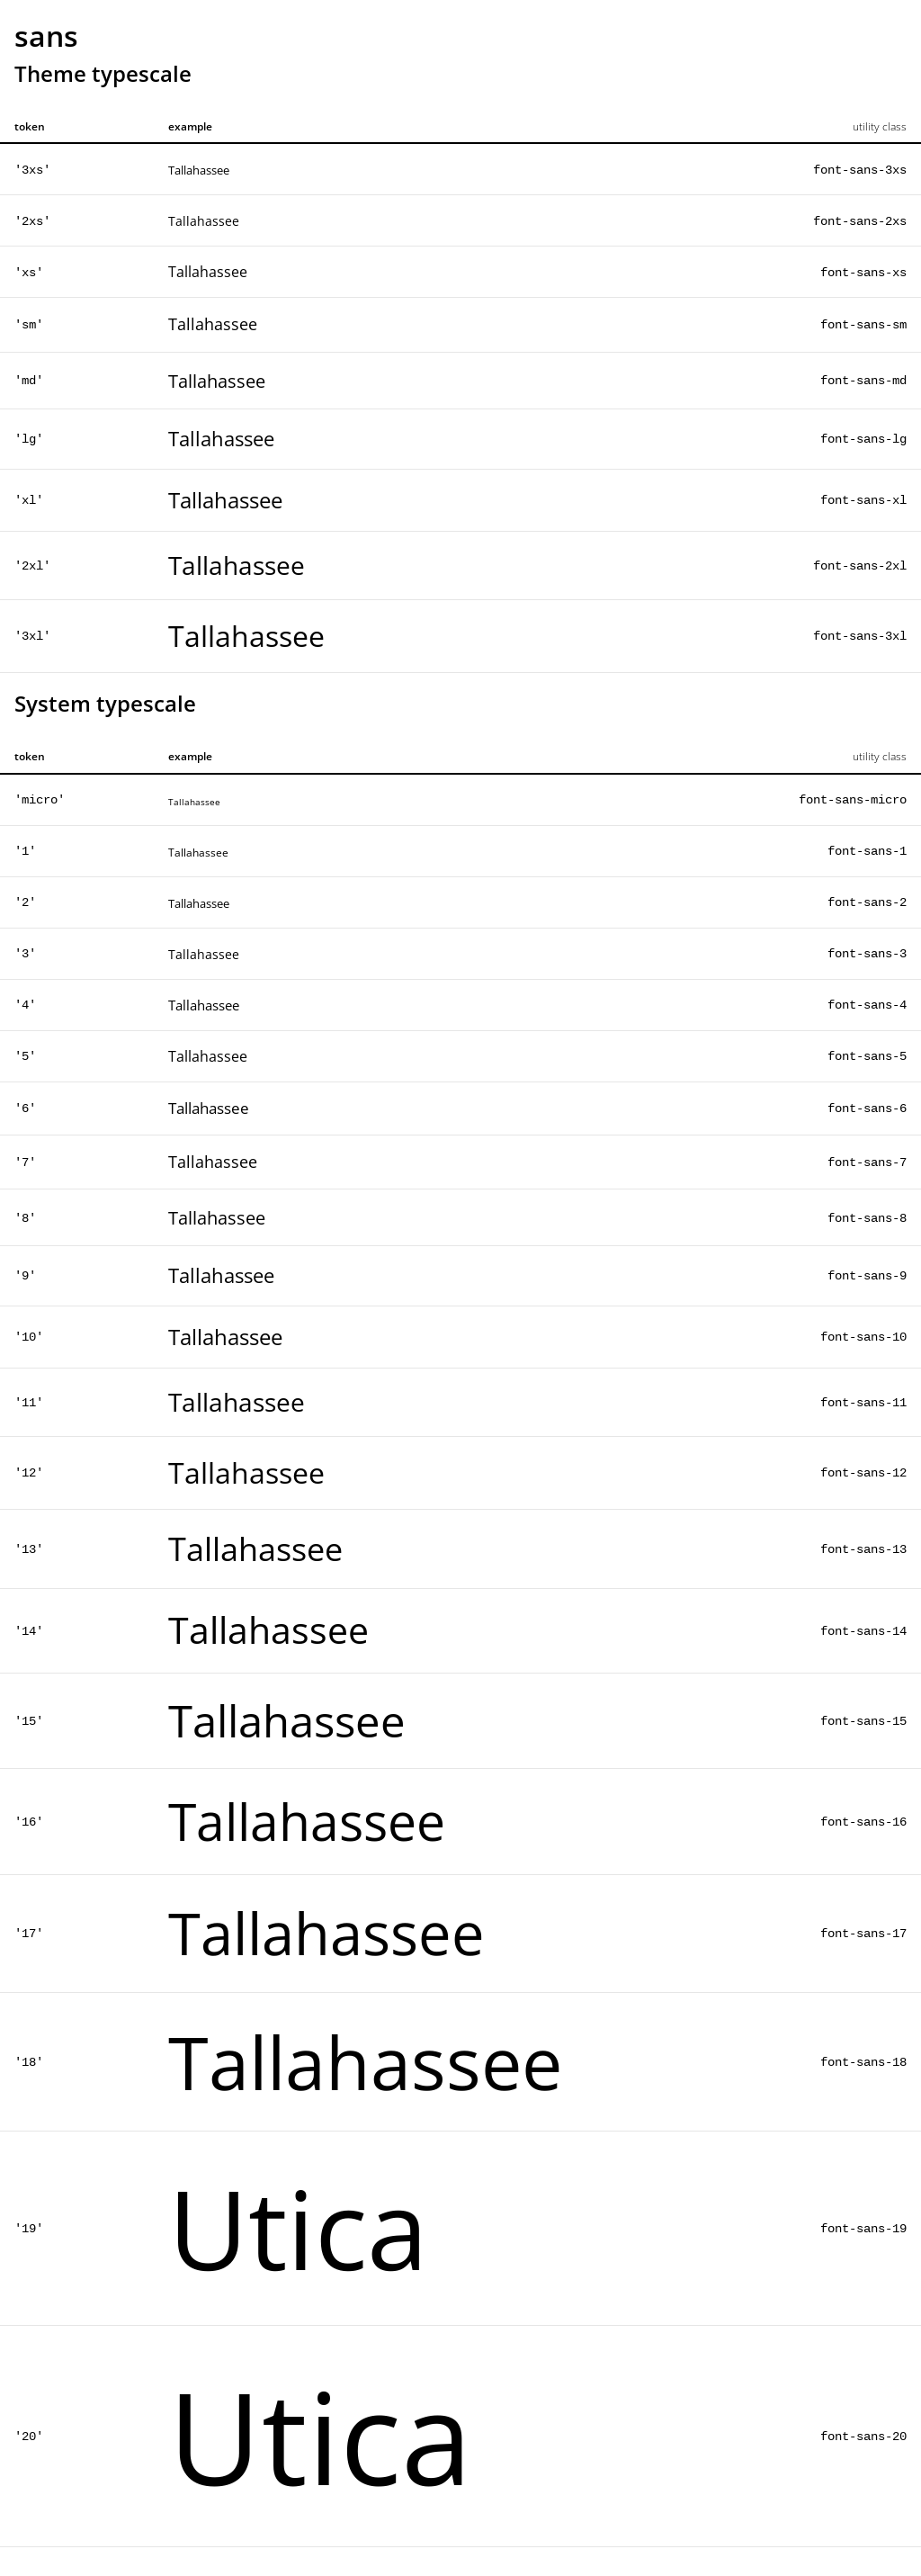 sans
Theme typescale
token example utility class
'3xs' Tallahassee font-sans-3xs
'2xs' Tallahassee font-sans-2xs
'xs' Tallahassee font-sans-xs
'sm' Tallahassee font-sans-sm
'md' Tallahassee font-sans-md
'lg' Tallahassee font-sans-lg
'xl' Tallahassee font-sans-xl
'2xl' Tallahassee font-sans-2xl
'3xl' Tallahassee font-sans-3xl
System typescale
token example utility class
'micro' Tallahassee font-sans-micro
'1' Tallahassee font-sans-1
'2' Tallahassee font-sans-2
'3' Tallahassee font-sans-3
'4' Tallahassee font-sans-4
'5' Tallahassee font-sans-5
'6' Tallahassee font-sans-6
'7' Tallahassee font-sans-7
'8' Tallahassee font-sans-8
'9' Tallahassee font-sans-9
'10' Tallahassee font-sans-10
'11' Tallahassee font-sans-11
'12' Tallahassee font-sans-12
'13' Tallahassee font-sans-13
'14' Tallahassee font-sans-14
'15' Tallahassee font-sans-15
'16' Tallahassee font-sans-16
'17' Tallahassee font-sans-17
'18' Tallahassee font-sans-18
'19' Utica font-sans-19
'20' Utica font-sans-20